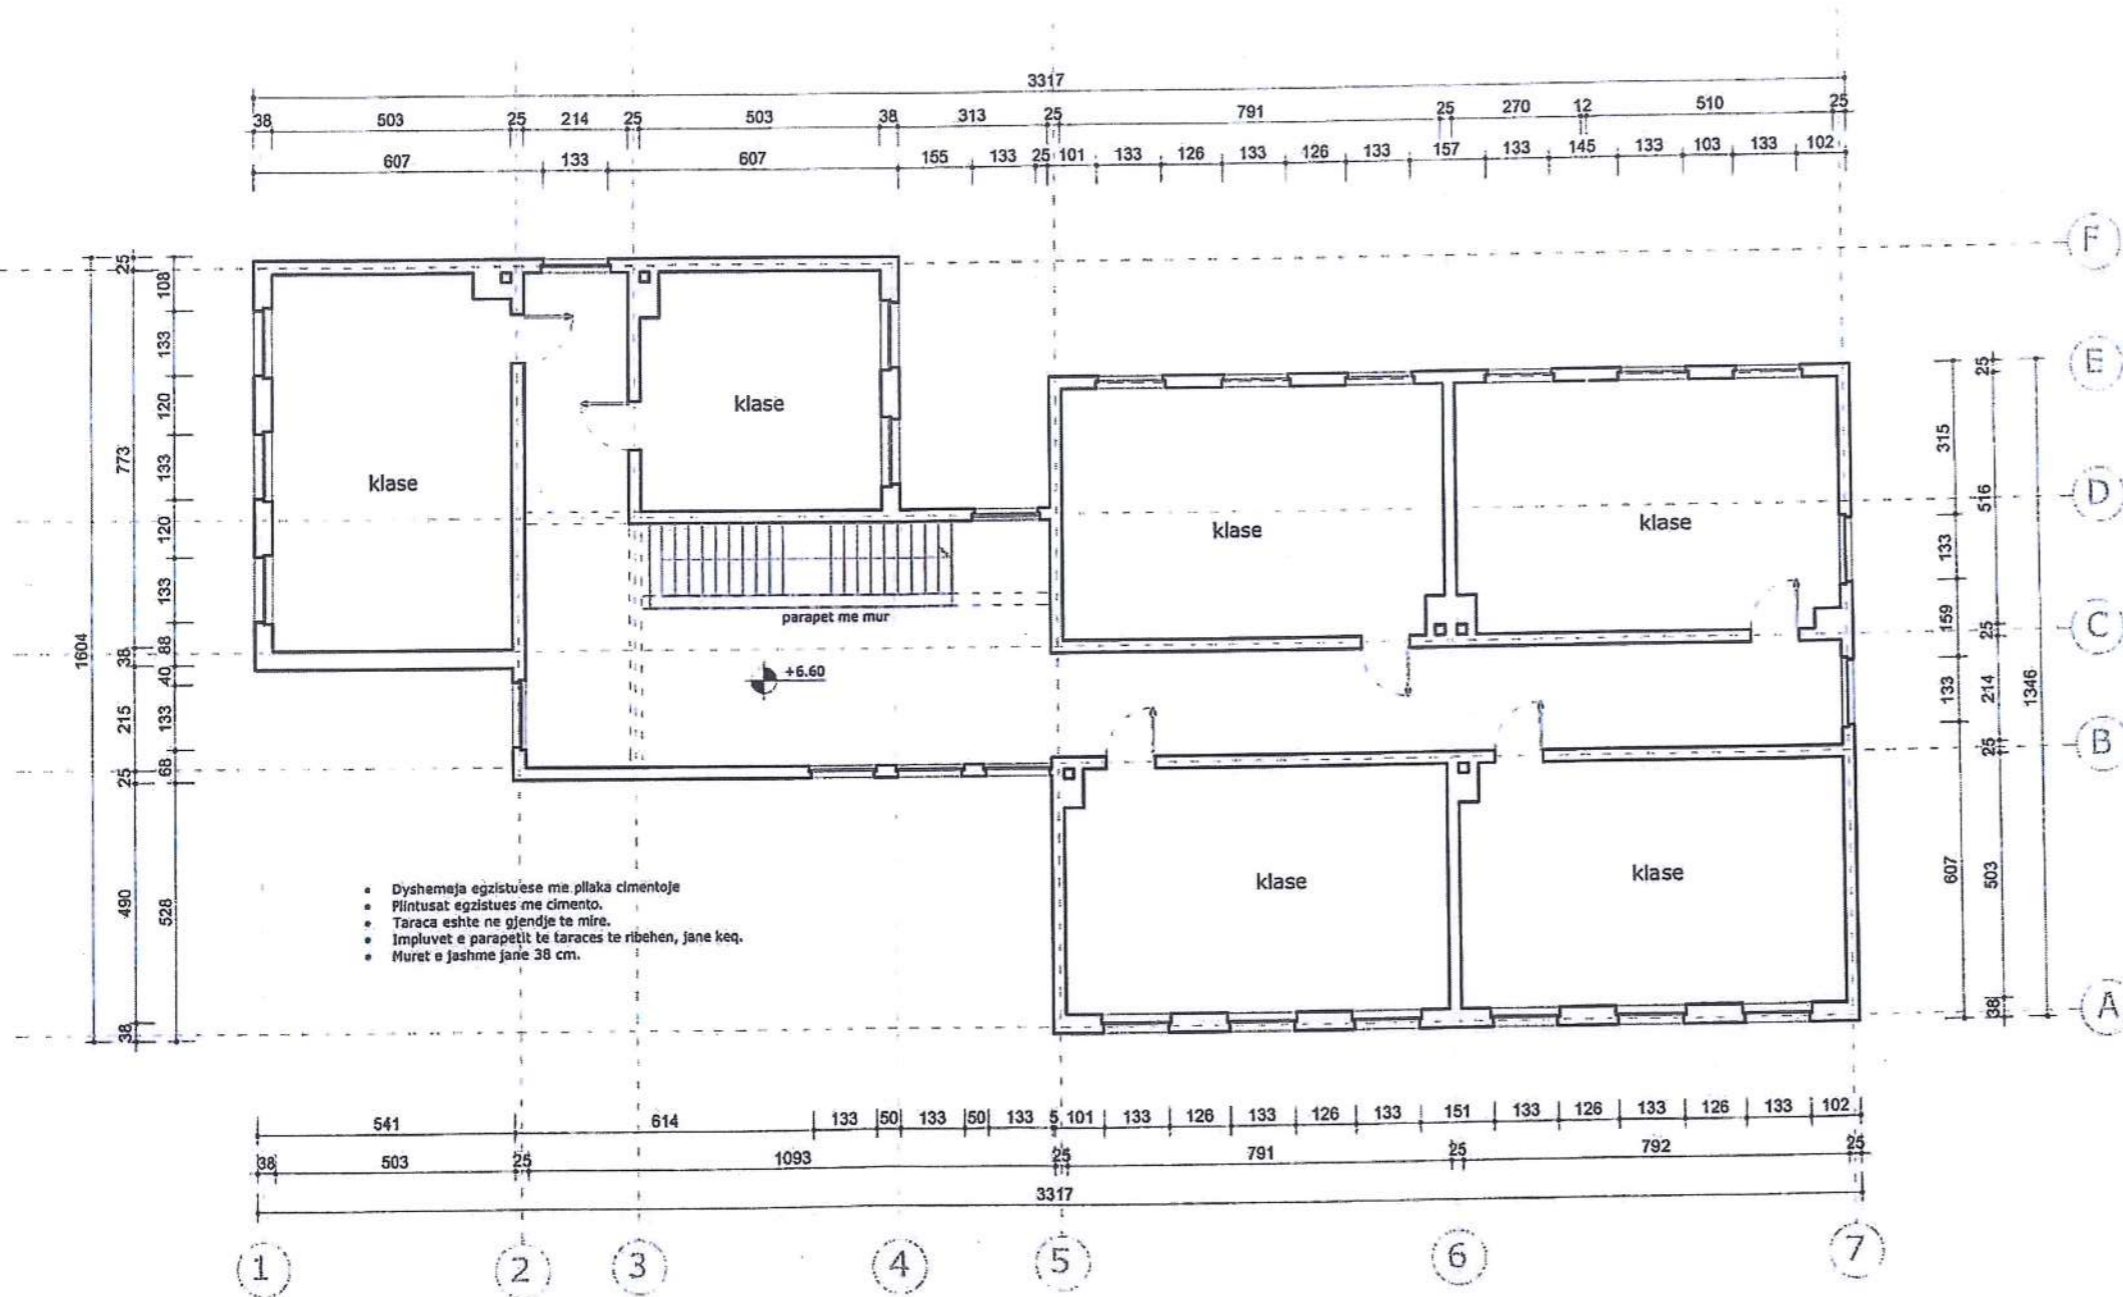 3317
38 503 25 214 25 503 38 313 25 791 25 270 12 510 25
607 133 607 155 133 25 101 133 126 133 126 133 157 133 145 133 103 133 102
F
E
D
C
B
A
1604
25 773 38 215 25 490 38
108 133 120 133 120 133 88 40 133 68 528
klase
klase
klase
klase
parapet me mur
+6.60
klase
klase
315 133 159 133 607
25 516 25 214 25 503 38
1346
• Dyshemeja egzistuese me pllaka cimentoje
• Plintusat egzistues me cimento.
• Taraca eshte ne gjendje te mire.
• Impluvet e parapetit te taraces te ribehen, jane keq.
• Muret e jashme jane 38 cm.
541 614 133 50 133 50 133 5 101 133 126 133 126 133 151 133 126 133 126 133 102
38 503 25 1093 25 791 25 792 25
3317
1 2 3 4 5 6 7